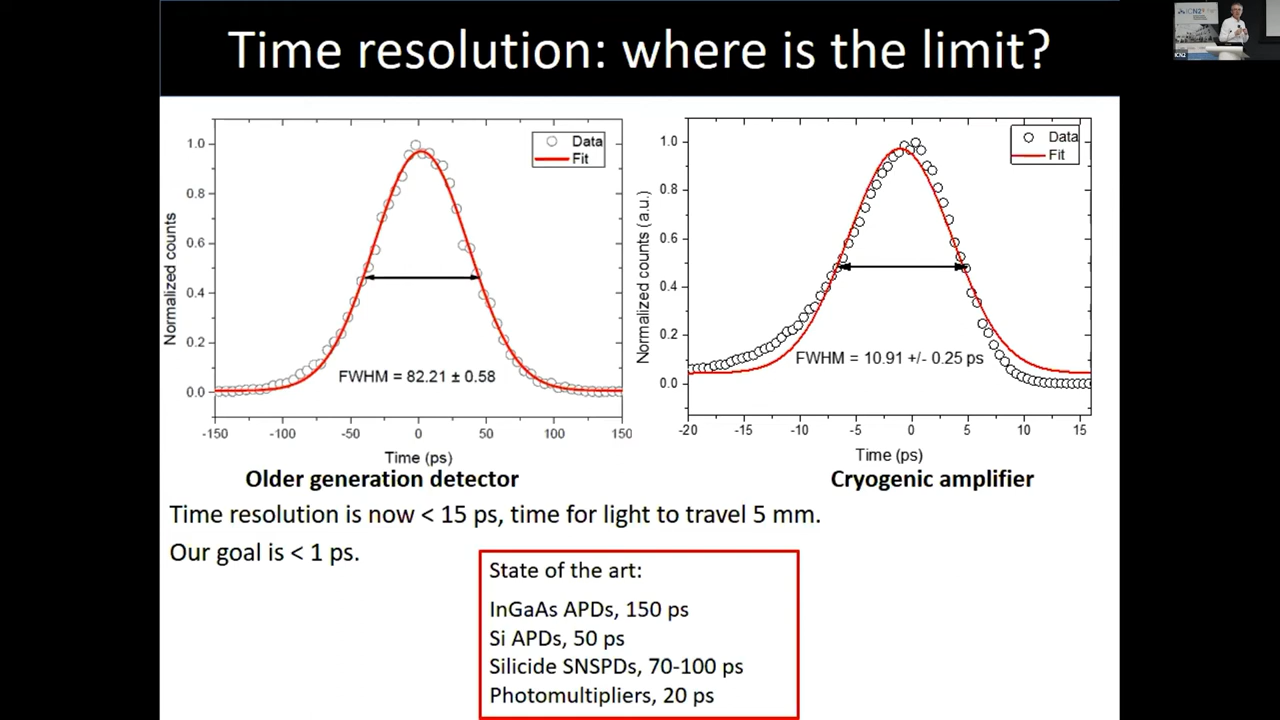 Time resolution: where is the limit?
Data
Fit
1.0
0.8
0.6
0.4
0.2
0.0
Normalized counts
FWHM = 82.21 ± 0.58
-150
-100
-50
0
50
100
150
Time (ps)
Older generation detector
Data
Fit
1.0
0.8
0.6
0.4
0.2
0.0
Normalized counts (a.u.)
FWHM = 10.91 +/- 0.25 ps
-20
-15
-10
-5
0
5
10
15
Time (ps)
Cryogenic amplifier
Time resolution is now < 15 ps, time for light to travel 5 mm.
Our goal is < 1 ps.
State of the art:
InGaAs APDs, 150 ps
Si APDs, 50 ps
Silicide SNSPDs, 70-100 ps
Photomultipliers, 20 ps
ICN2